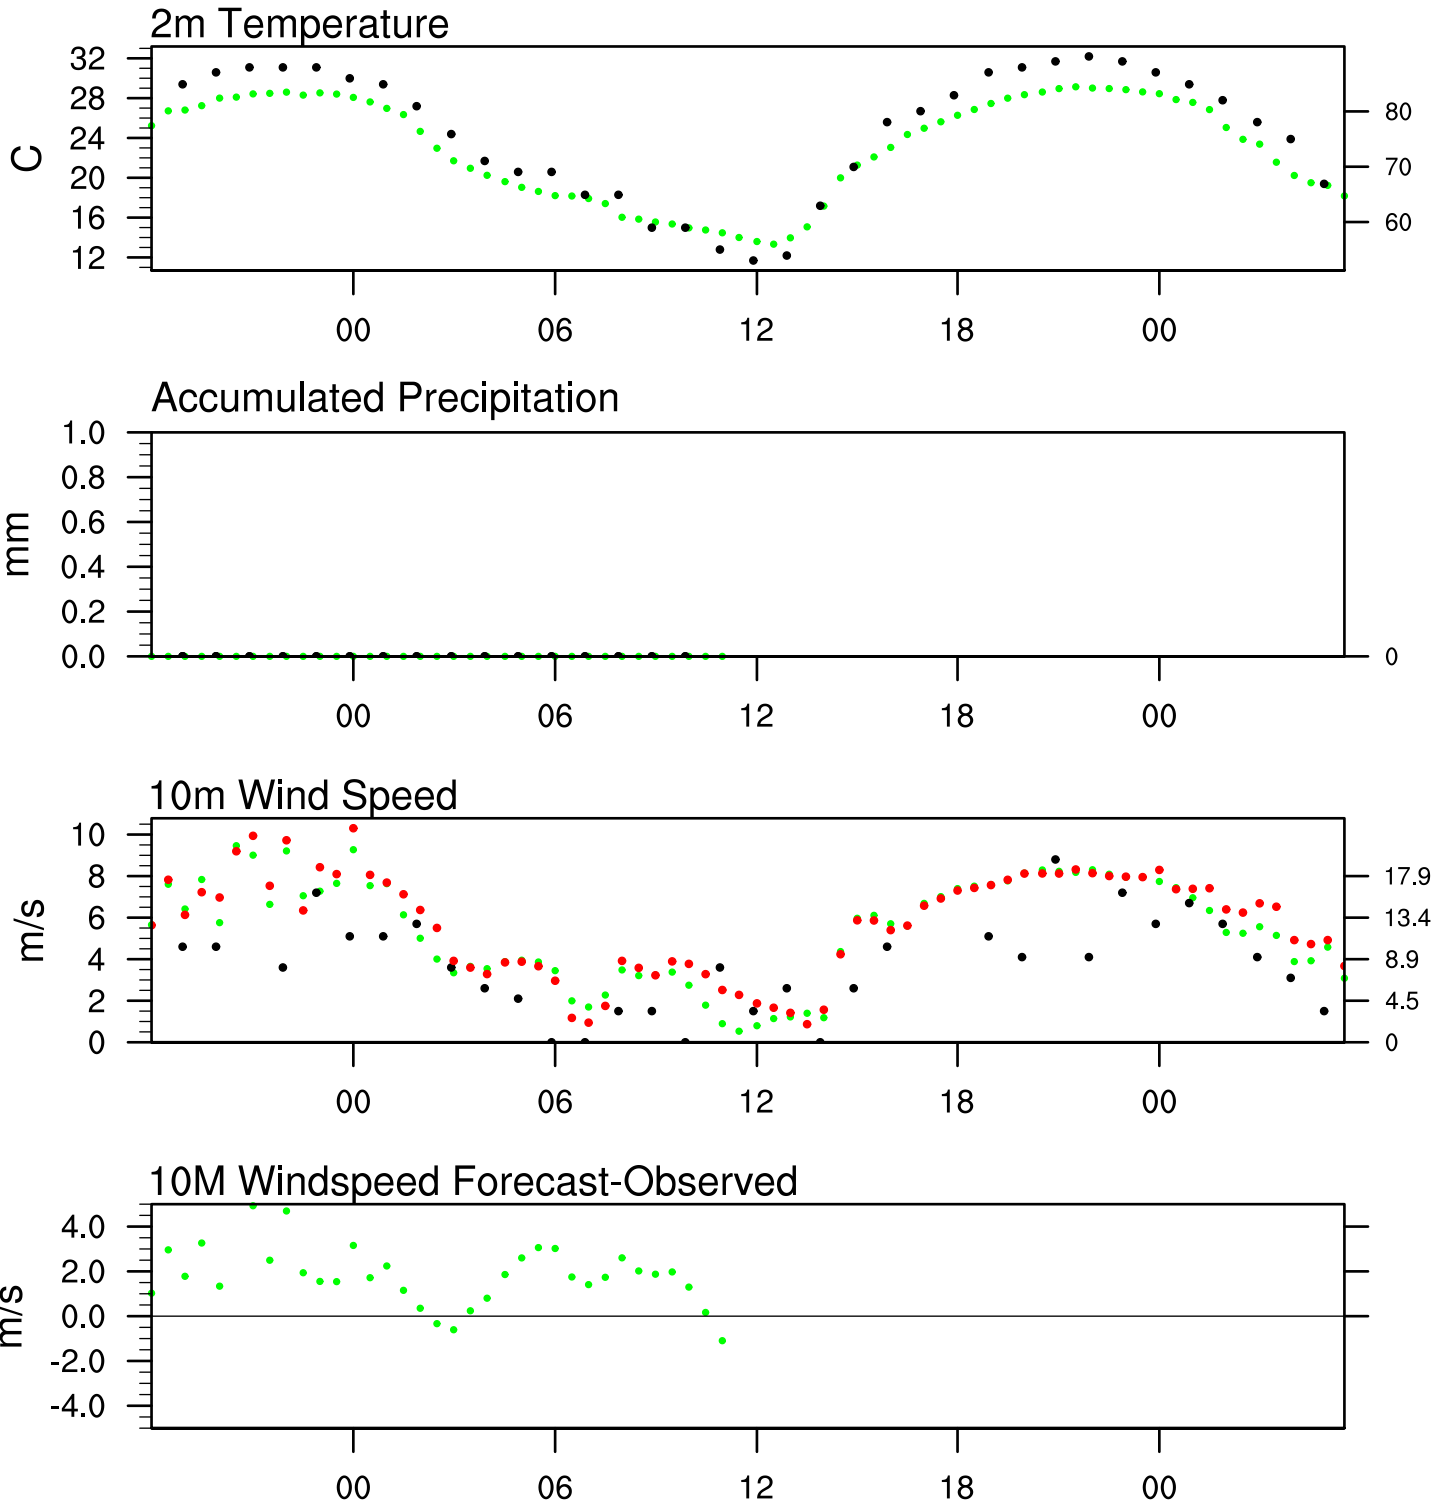 2m Temperature
32
28
24
20
16
12
C
80
70
60
00 06 12 18 00
Accumulated Precipitation
1.0
0.8
0.6
0.4
0.2
0.0
mm
0
00 06 12 18 00
10m Wind Speed
10
8
6
4
2
0
m/s
17.9
13.4
8.9
4.5
0
00 06 12 18 00
10M Windspeed Forecast-Observed
4.0
2.0
0.0
-2.0
-4.0
m/s
00 06 12 18 00